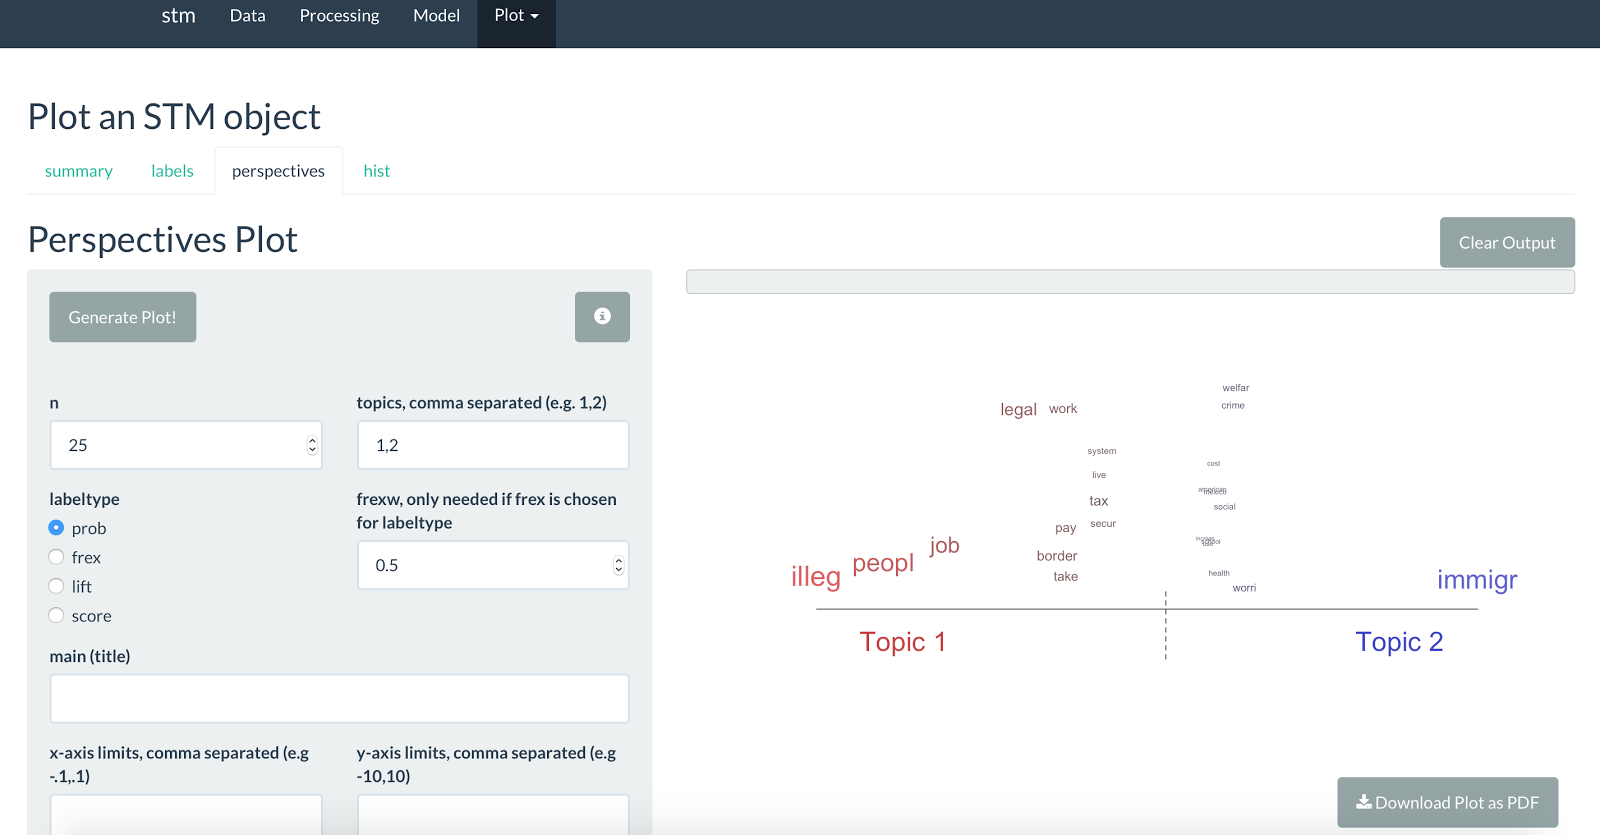 stm Data Processing Model Plot
Plot an STM object
summary labels perspectives hist
Perspectives Plot
Clear Output
Generate Plot!
n
25
topics, comma separated (e.g. 1,2)
1,2
labeltype
prob
frex
lift
score
frexw, only needed if frex is chosen
for labeltype
0.5
main (title)
x-axis limits, comma separated (e.g
-.1,.1)
y-axis limits, comma separated (e.g
-10,10)
welfar
crime
legal work
system
cost
live
american
mexico
tax
social
secur
pay
job
border
peopl
illeg
take
health
worri
immigr
Topic 1
Topic 2
Download Plot as PDF